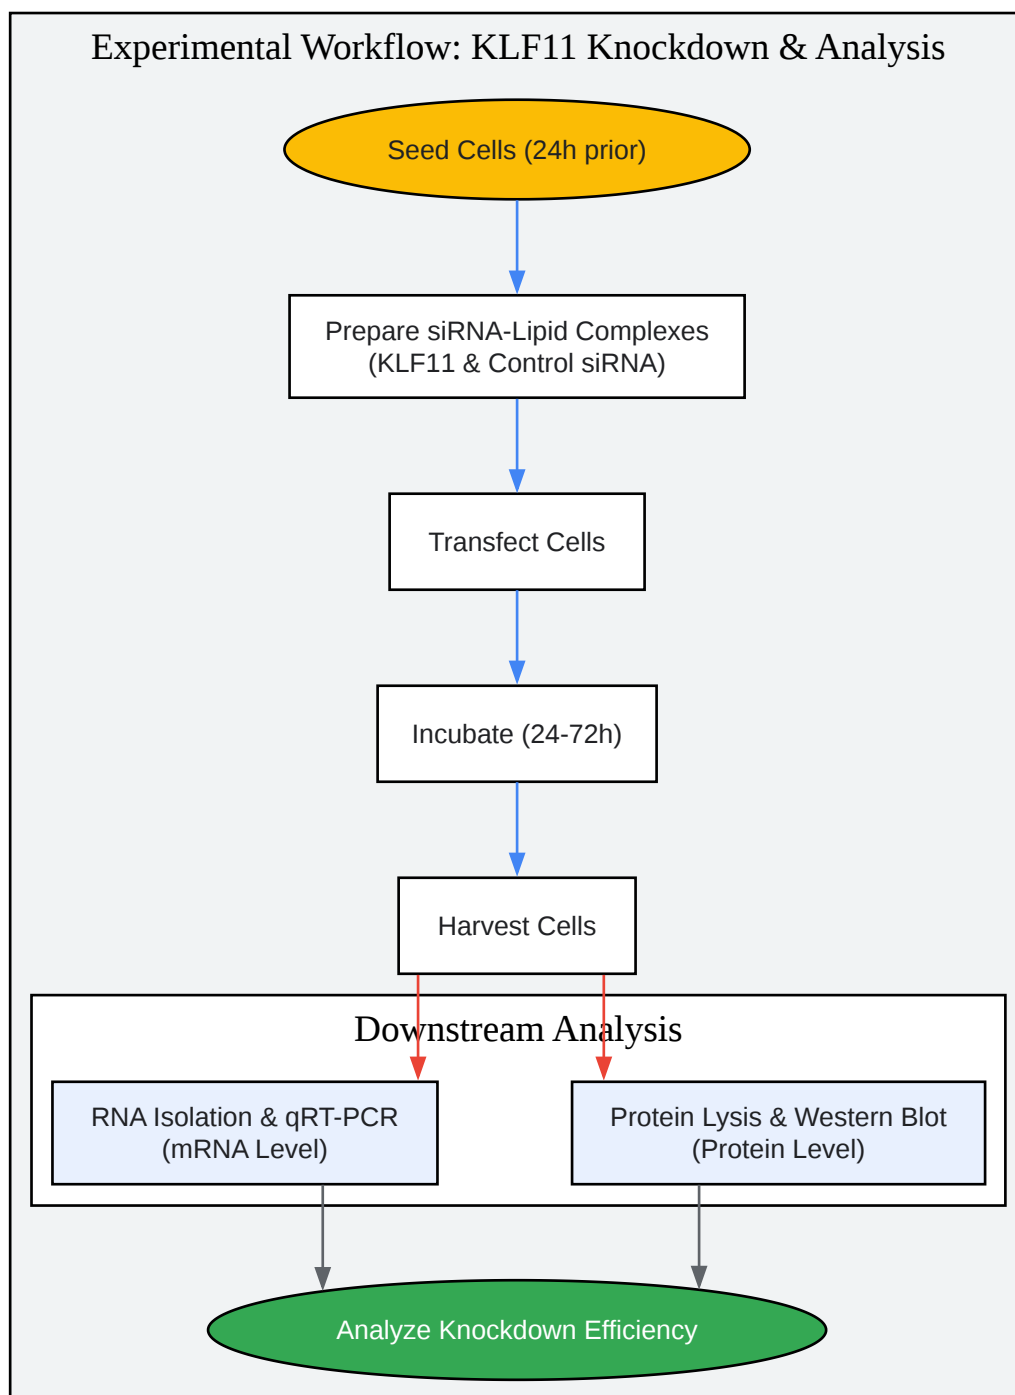 Experimental Workflow: KLF11 Knockdown & Analysis
Seed Cells (24h prior)
Prepare siRNA-Lipid Complexes
(KLF11 & Control siRNA)
Transfect Cells
Incubate (24-72h)
Harvest Cells
Downstream Analysis
RNA Isolation & qRT-PCR
(mRNA Level)
Protein Lysis & Western Blot
(Protein Level)
Analyze Knockdown Efficiency